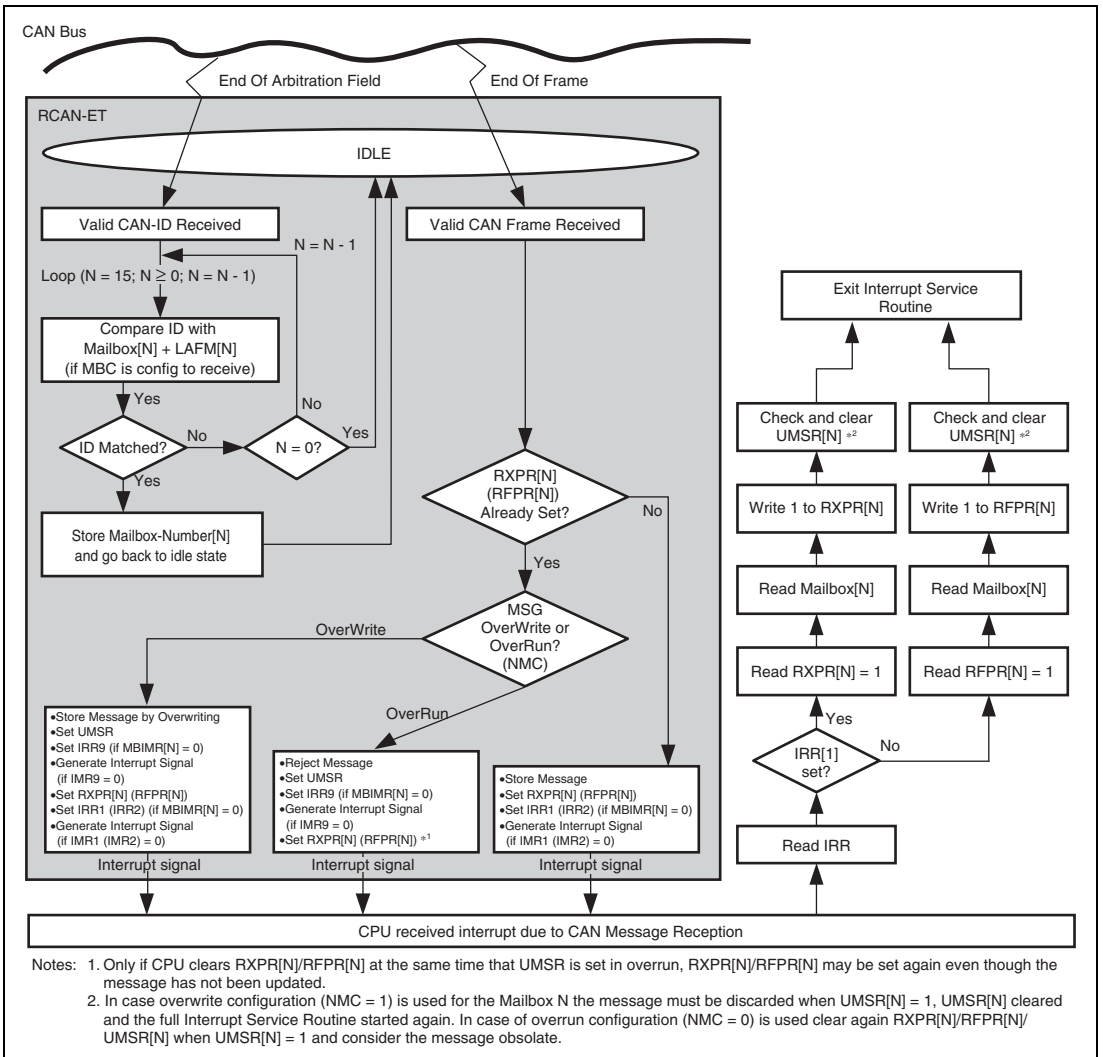 CAN Bus
End Of Arbitration Field
End Of Frame
RCAN-ET
IDLE
Valid CAN-ID Received
Valid CAN Frame Received
N = N - 1
Loop (N = 15; N ≥ 0; N = N - 1)
Compare ID with
Mailbox[N] + LAFM[N]
(if MBC is config to receive)
Yes
No
ID Matched?
No
N = 0?
Yes
Yes
Store Mailbox-Number[N]
and go back to idle state
RXPR[N]
(RFPR[N])
Already Set?
No
Yes
MSG
OverWrite or
OverRun?
(NMC)
OverWrite
OverRun
•Store Message by Overwriting
•Set UMSR
•Set IRR9 (if MBIMR[N] = 0)
•Generate Interrupt Signal
(if IMR9 = 0)
•Set RXPR[N] (RFPR[N])
•Set IRR1 (IRR2) (if MBIMR[N] = 0)
•Generate Interrupt Signal
(if IMR1 (IMR2) = 0)
•Reject Message
•Set UMSR
•Set IRR9 (if MBIMR[N] = 0)
•Generate Interrupt Signal
(if IMR9 = 0)
•Set RXPR[N] (RFPR[N]) *1
•Store Message
•Set RXPR[N] (RFPR[N])
•Set IRR1 (IRR2) (if MBIMR[N] = 0)
•Generate Interrupt Signal
(if IMR1 (IMR2) = 0)
Interrupt signal
Interrupt signal
Interrupt signal
Exit Interrupt Service
Routine
Check and clear
UMSR[N] *2
Check and clear
UMSR[N] *2
Write 1 to RXPR[N]
Write 1 to RFPR[N]
Read Mailbox[N]
Read Mailbox[N]
Read RXPR[N] = 1
Read RFPR[N] = 1
Yes
IRR[1]
set?
No
Read IRR
CPU received interrupt due to CAN Message Reception
Notes: 1. Only if CPU clears RXPR[N]/RFPR[N] at the same time that UMSR is set in overrun, RXPR[N]/RFPR[N] may be set again even though the
message has not been updated.
2. In case overwrite configuration (NMC = 1) is used for the Mailbox N the message must be discarded when UMSR[N] = 1, UMSR[N] cleared
and the full Interrupt Service Routine started again. In case of overrun configuration (NMC = 0) is used clear again RXPR[N]/RFPR[N]/
UMSR[N] when UMSR[N] = 1 and consider the message obsolate.